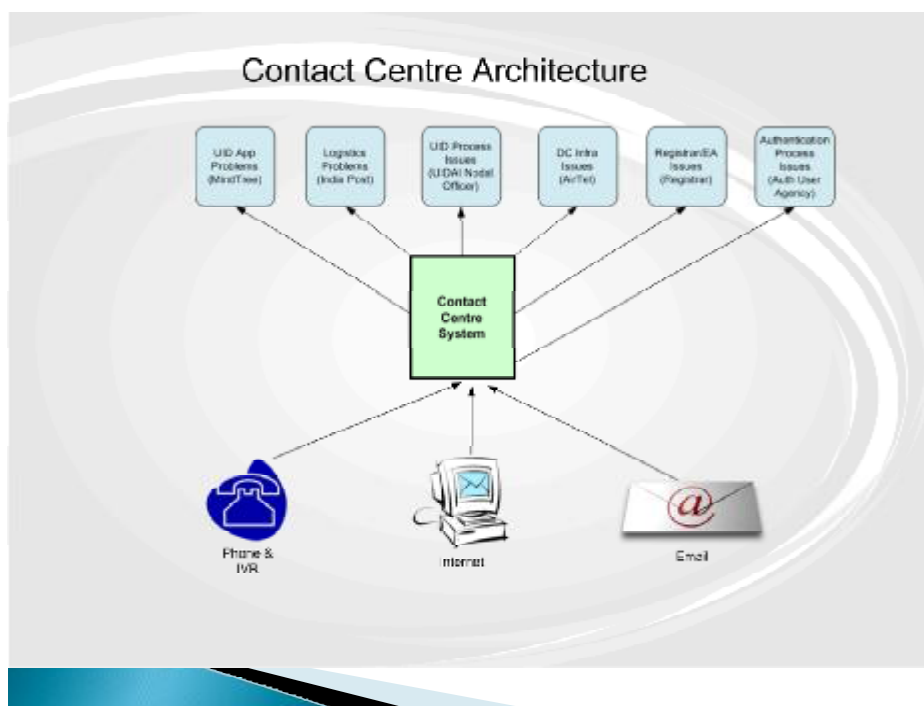 Contact Centre Architecture
UID App
Problems
(MindTree)
Logistics
Problems
(India Post)
UID Process
Issues
(UIDAI Nodal
Officer)
DC Infra
Issues
(AirTel)
Registrar/EA
Issues
(Registrar)
Authentication
Process
Issues
(Auth User
Agency)
Contact
Centre
System
@
Phone &
IVR
Internet
Email